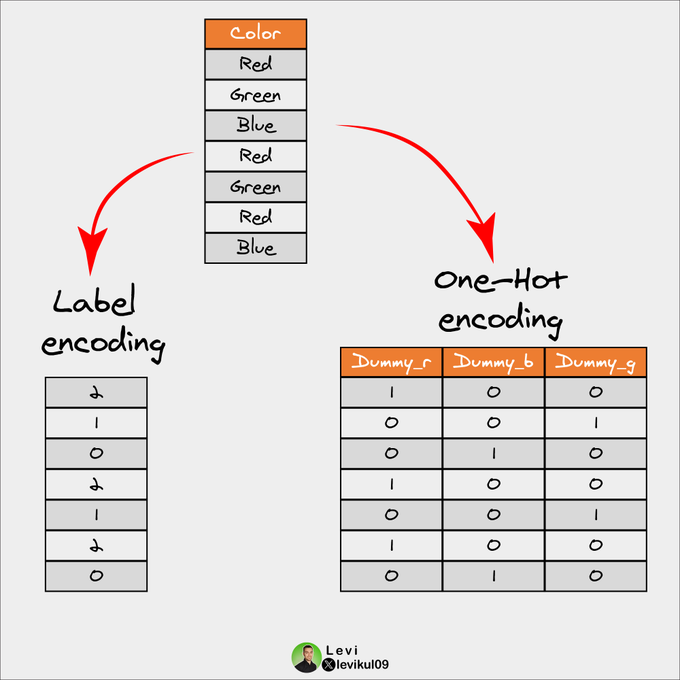 Color
Red
Green
Blue
Red
Green
Red
Blue
Label
encoding
2
1
0
2
1
2
0
One-Hot
encoding
Dummy_r Dummy_b Dummy_g
1 0 0
0 0 1
0 1 0
1 0 0
0 0 1
1 0 0
0 1 0
Levi
X levikul09